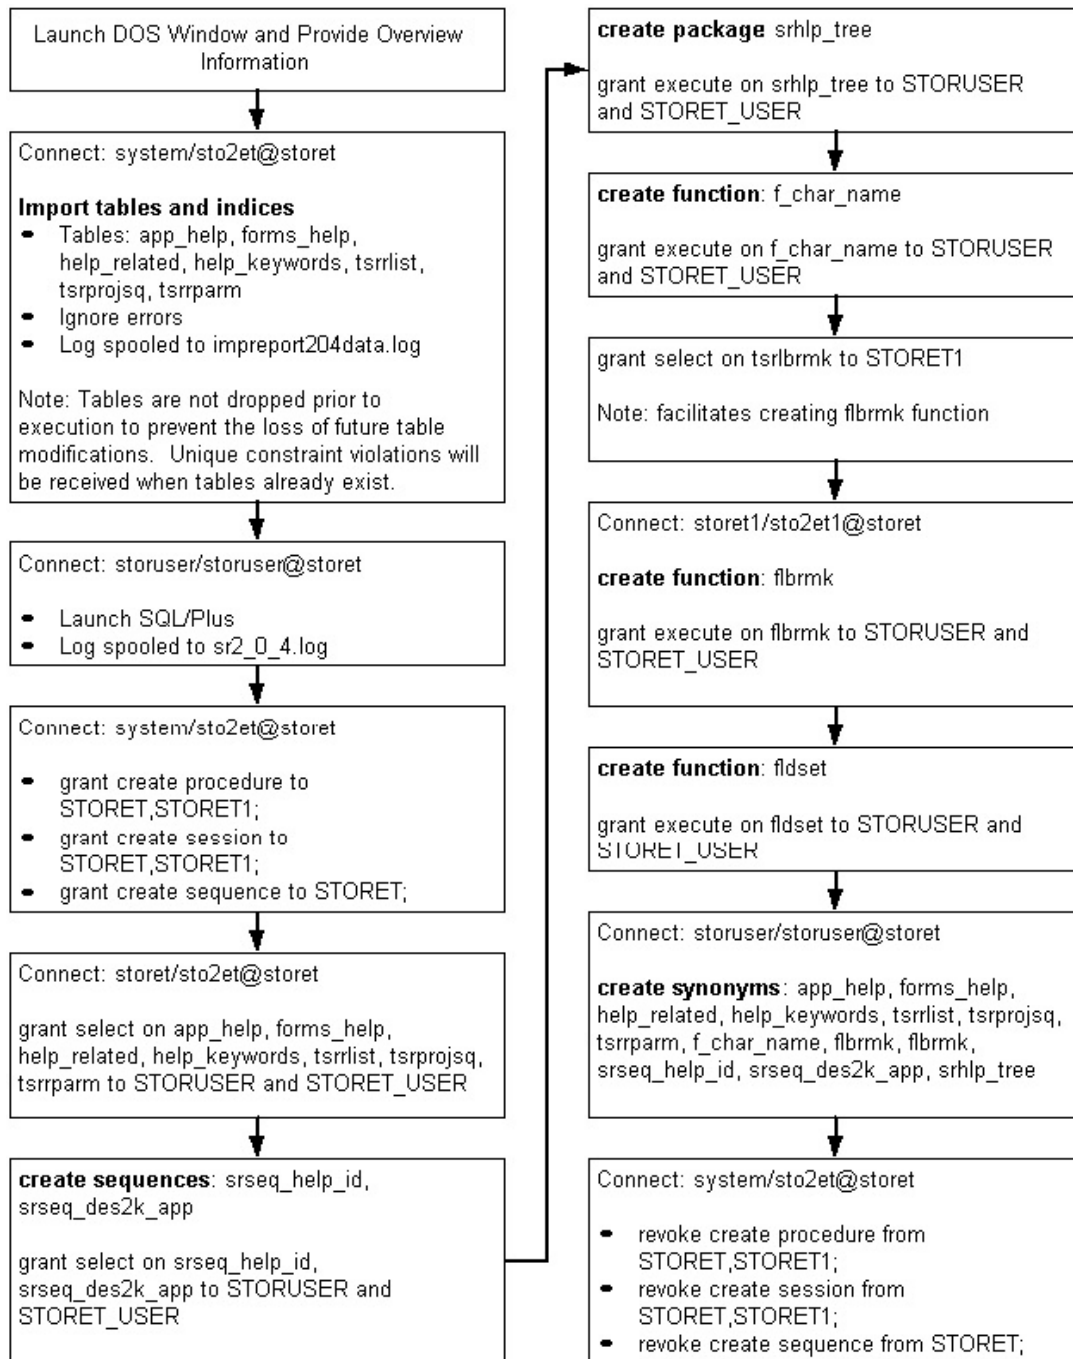 Launch DOS Window and Provide Overview
Information
Connect: system/sto2et@storet
Import tables and indices
• Tables: app_help, forms_help,
help_related, help_keywords, tsrrlist,
tsrprojsq, tsrrparm
• Ignore errors
• Log spooled to impreport204data.log
Note: Tables are not dropped prior to
execution to prevent the loss of future table
modifications. Unique constraint violations will
be received when tables already exist.
Connect: storuser/storuser@storet
• Launch SQL/Plus
• Log spooled to sr2_0_4.log
Connect: system/sto2et@storet
• grant create procedure to
STORET,STORET1;
• grant create session to
STORET,STORET1;
• grant create sequence to STORET;
Connect: storet/sto2et@storet
grant select on app_help, forms_help,
help_related, help_keywords, tsrrlist, tsrprojsq,
tsrrparm to STORUSER and STORET_USER
create sequences: srseq_help_id,
srseq_des2k_app
grant select on srseq_help_id,
srseq_des2k_app to STORUSER and
STORET_USER
create package: srhlp_tree
grant execute on srhlp_tree to STORUSER
and STORET_USER
create function: f_char_name
grant execute on f_char_name to STORUSER
and STORET_USER
grant select on tsrlbrmk to STORET1
Note: facilitates creating flbrmk function
Connect: storet1/sto2et1@storet
create function: flbrmk
grant execute on flbrmk to STORUSER and
STORET_USER
create function: fldset
grant execute on fldset to STORUSER and
STORET_USER
Connect: storuser/storuser@storet
create synonyms: app_help, forms_help,
help_related, help_keywords, tsrrlist, tsrprojsq,
tsrrparm, f_char_name, flbrmk, flbrmk,
srseq_help_id, srseq_des2k_app, srhlp_tree
Connect: system/sto2et@storet
• revoke create procedure from
STORET,STORET1;
• revoke create session from
STORET,STORET1;
• revoke create sequence from STORET;